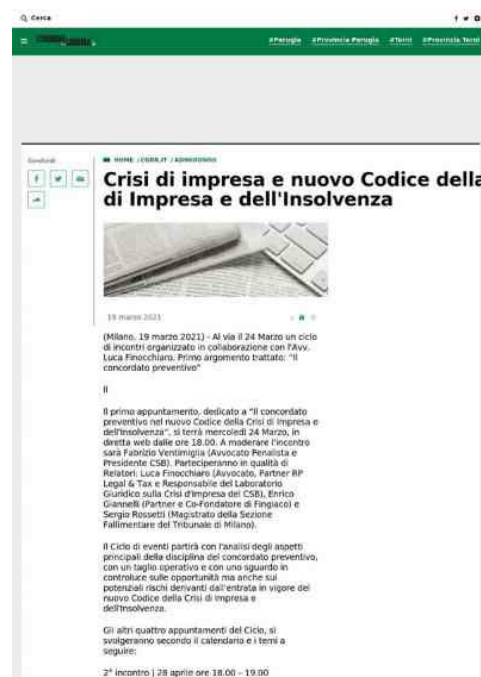 Cerca
#Perugia #Provincia Perugia #Terni #Provincia Terni
Condividi:
HOME / CORR.IT / ADNKRONOS
Crisi di impresa e nuovo Codice della
di Impresa e dell'Insolvenza
19 marzo 2021
(Milano, 19 marzo 2021) - Al via il 24 Marzo un ciclo
di incontri organizzato in collaborazione con l'Avv.
Luca Finocchiaro. Primo argomento trattato: "Il
concordato preventivo"
Il
Il primo appuntamento, dedicato a "Il concordato
preventivo nel nuovo Codice della Crisi di Impresa e
dell'Insolvenza", si terrà mercoledì 24 Marzo, in
diretta web dalle ore 18.00. A moderare l'incontro
sarà Fabrizio Ventimiglia (Avvocato Penalista e
Presidente CSB). Parteciperanno in qualità di
Relatori: Luca Finocchiaro (Avvocato, Partner RP
Legal & Tax e Responsabile del Laboratorio
Giuridico sulla Crisi d'Impresa del CSB), Enrico
Giannelli (Partner e Co-Fondatore di Fingiaco) e
Sergio Rossetti (Magistrato della Sezione
Fallimentare del Tribunale di Milano).
Il Ciclo di eventi partirà con l'analisi degli aspetti
principali della disciplina del concordato preventivo,
con un taglio operativo e con uno sguardo in
controluce sulle opportunità ma anche sui
potenziali rischi derivanti dall'entrata in vigore del
nuovo Codice della Crisi di Impresa e
dell'Insolvenza.
Gli altri quattro appuntamenti del Ciclo, si
svolgeranno secondo il calendario e i temi a
seguire:
2° incontro | 28 aprile ore 18.00 - 19.00